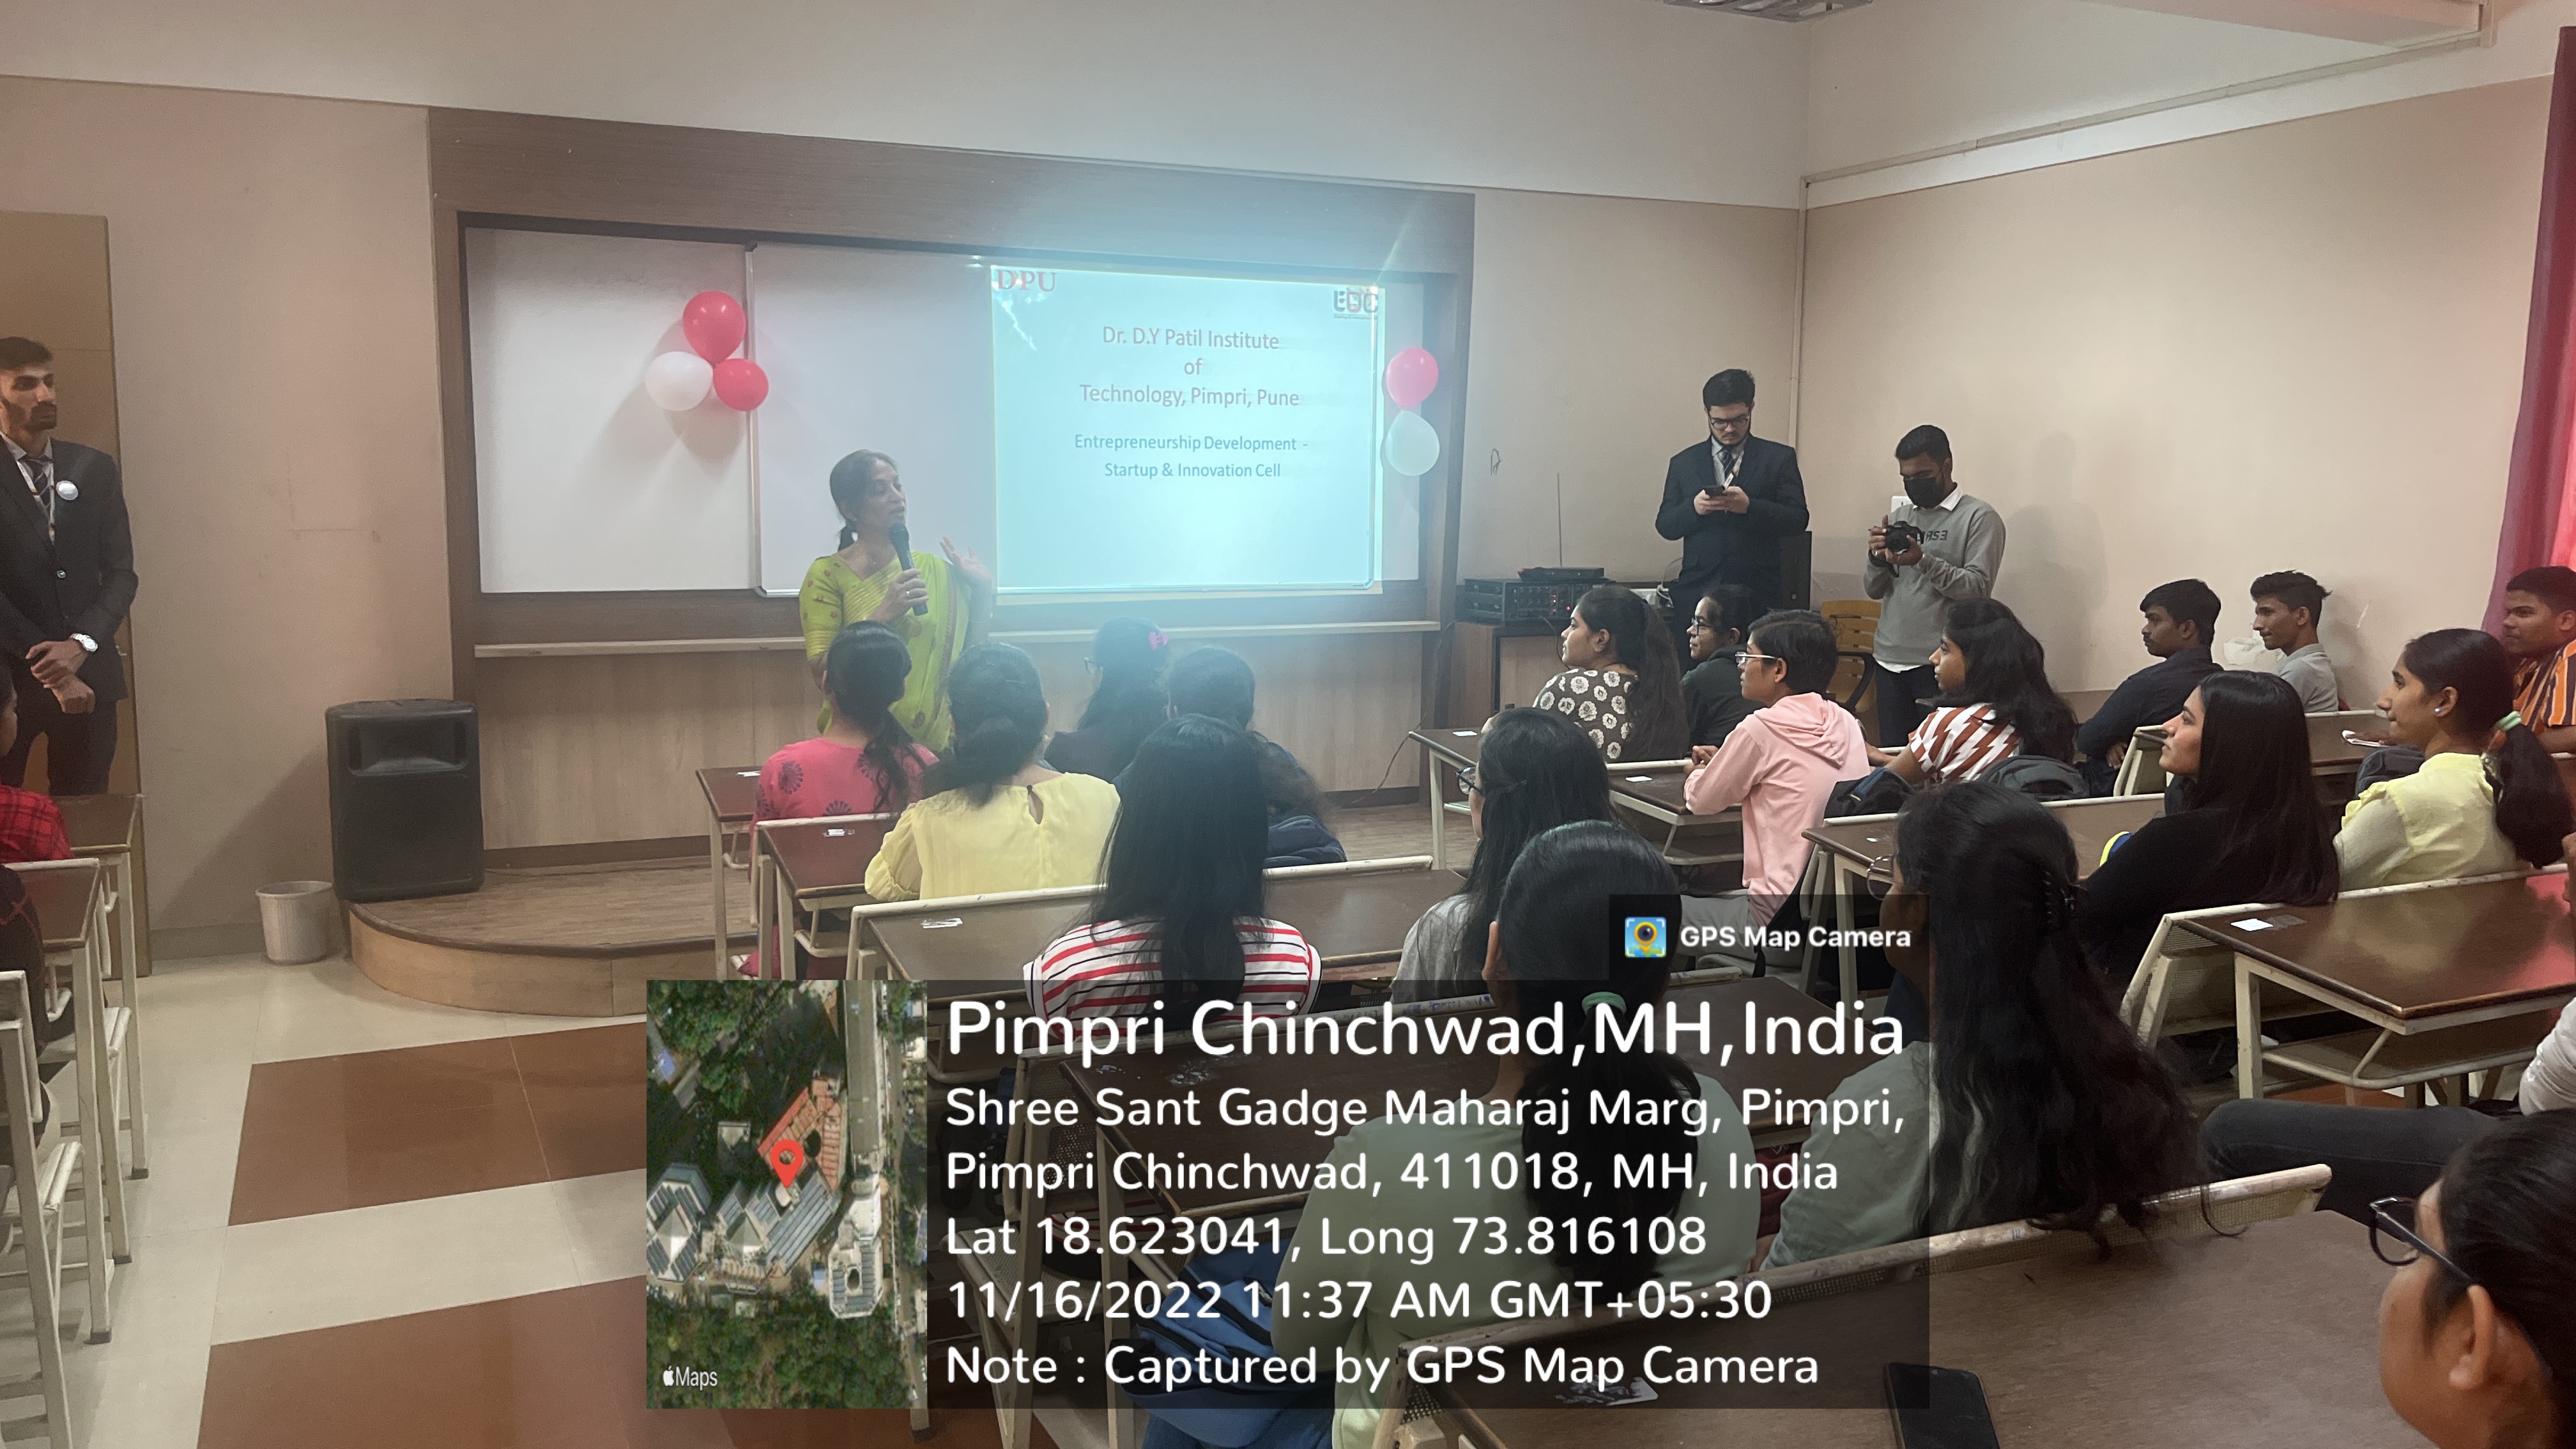 DPU
EDC
Dr. D.Y Patil Institute
of
Technology, Pimpri, Pune
Entrepreneurship Development -
Startup & Innovation Cell
GPS Map Camera
Pimpri Chinchwad,MH,India
Shree Sant Gadge Maharaj Marg, Pimpri,
Pimpri Chinchwad, 411018, MH, India
Lat 18.623041, Long 73.816108
11/16/2022 11:37 AM GMT+05:30
Note : Captured by GPS Map Camera
Maps